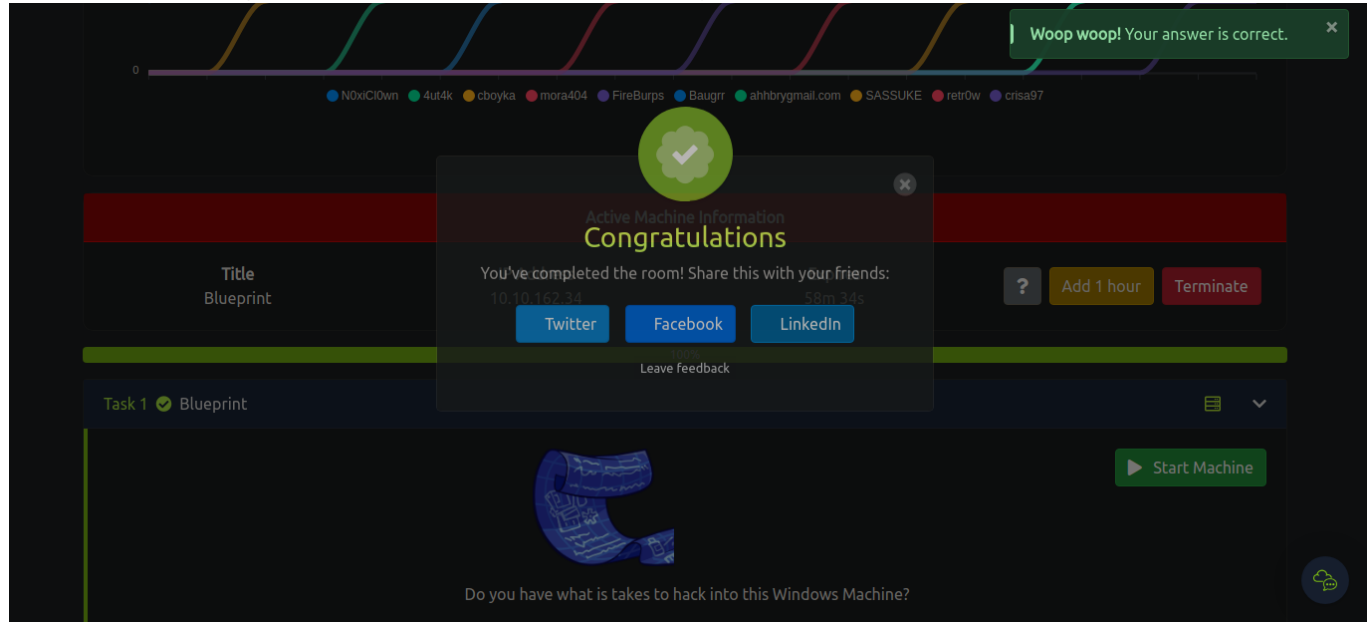 Woop woop! Your answer is correct. ×
0
N0xiCl0wn 4ut4k cboyka mora404 FireBurps Baugrr ahhbrygmail.com SASSUKE retr0w crisa97
Active Machine Information
Congratulations
You've completed the room! Share this with your friends:
Title
Blueprint
10.10.162.34
58m 34s
? Add 1 hour Terminate
Twitter Facebook LinkedIn
100%
Leave feedback
Task 1 Blueprint
Start Machine
Do you have what is takes to hack into this Windows Machine?